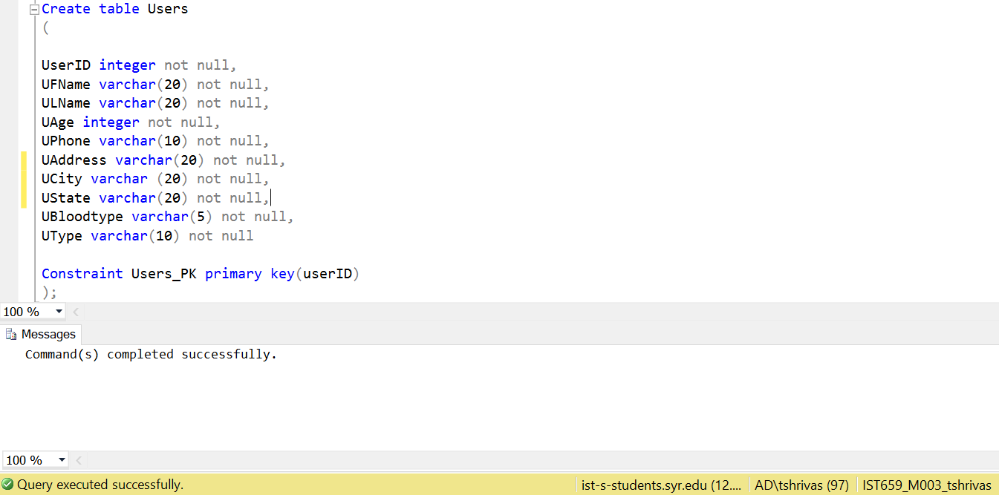 Create table Users
(
UserID integer not null,
UFName varchar(20) not null,
ULName varchar(20) not null,
UAge integer not null,
UPhone varchar(10) not null,
UAddress varchar(20) not null,
UCity varchar (20) not null,
UState varchar(20) not null,
UBloodtype varchar(5) not null,
UType varchar(10) not null
Constraint Users_PK primary key(userID)
);
100 %
Messages
Command(s) completed successfully.
100 %
Query executed successfully.
ist-s-students.syr.edu (12....
AD\tshrivas (97)
IST659_M003_tshrivas